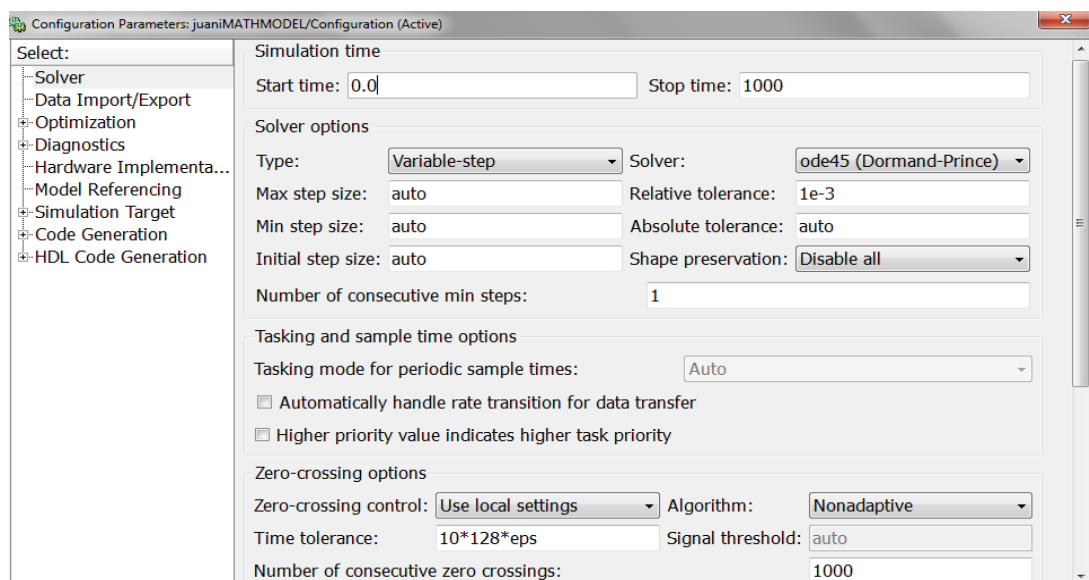 Configuration Parameters: juaniMATHMODEL/Configuration (Active)
Select:
Solver
Data Import/Export
Optimization
Diagnostics
Hardware Implementa...
Model Referencing
Simulation Target
Code Generation
HDL Code Generation
Simulation time
Start time: 0.0 Stop time: 1000
Solver options
Type: Variable-step Solver: ode45 (Dormand-Prince)
Max step size: auto Relative tolerance: 1e-3
Min step size: auto Absolute tolerance: auto
Initial step size: auto Shape preservation: Disable all
Number of consecutive min steps: 1
Tasking and sample time options
Tasking mode for periodic sample times: Auto
Automatically handle rate transition for data transfer
Higher priority value indicates higher task priority
Zero-crossing options
Zero-crossing control: Use local settings Algorithm: Nonadaptive
Time tolerance: 10*128*eps Signal threshold: auto
Number of consecutive zero crossings: 1000